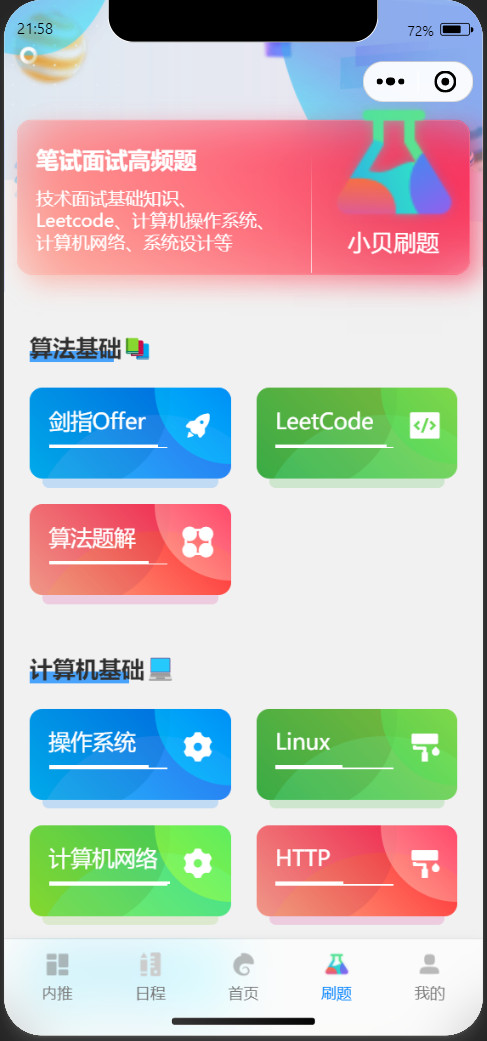 21:58
72%
笔试面试高频题
技术面试基础知识、
Leetcode、计算机操作系统、
计算机网络、系统设计等
小贝刷题
算法基础
剑指Offer
LeetCode
算法题解
计算机基础
操作系统
Linux
计算机网络
HTTP
内推
日程
首页
刷题
我的